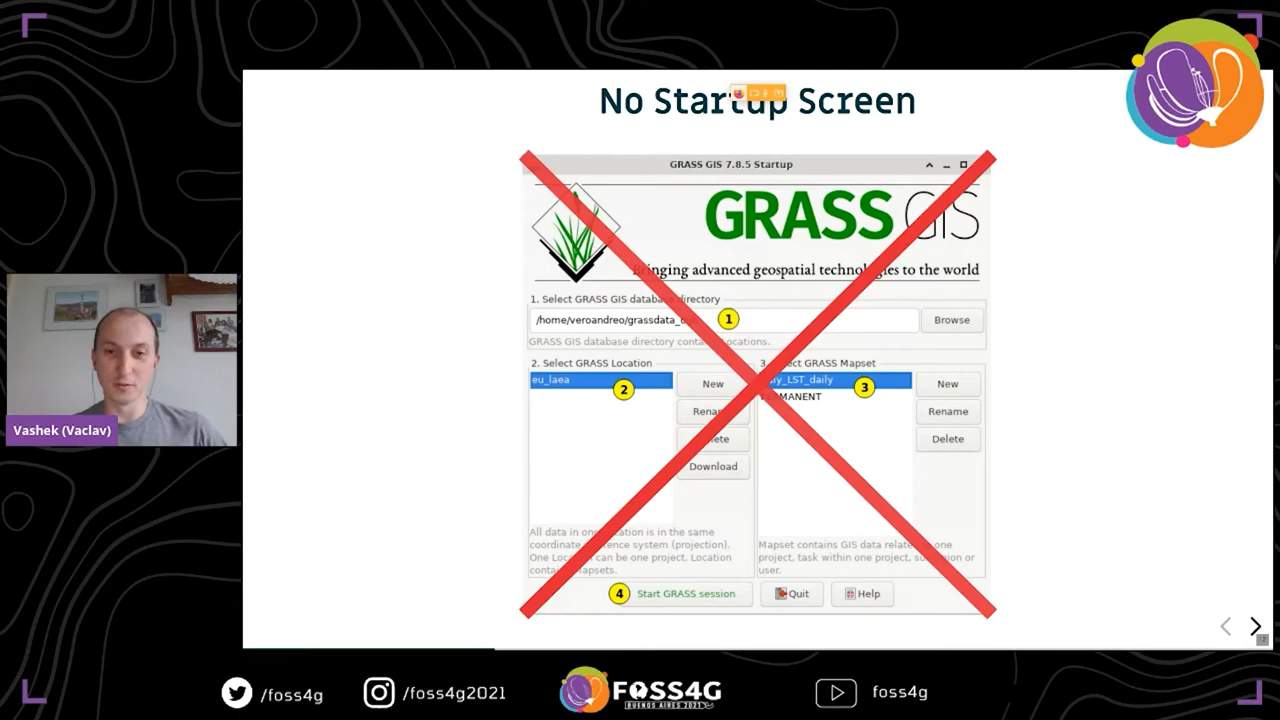 No Startup Screen
GRASS GIS 7.8.5 Startup
GRASS GIS
Bringing advanced geospatial technologies to the world
1. Select GRASS GIS database directory
/home/veroandreo/grassdata_
1
Browse
GRASS GIS database directory contains Locations.
2. Select GRASS Location
3. Select GRASS Mapset
eu_laea
2
New
Rename
Delete
Download
_LST_daily
3
PERMANENT
New
Rename
Delete
All data in one Location is in the same
coordinate reference system (projection).
One Location can be one project. Location
contains Mapsets.
Mapset contains GIS data related to one
project, task within one project, subregion or
user.
4
Start GRASS session
Quit
Help
Vashek (Vaclav)
/foss4g
/foss4g2021
FOSS4G
BUENOS AIRES 2021
foss4g